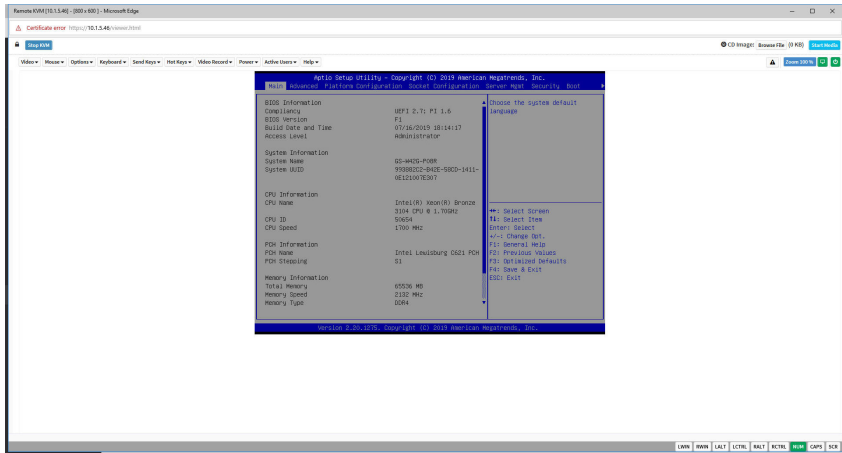 Remote KVM [10.1.5.46] - [800 x 600 ] - Microsoft Edge
Certificate error https://10.1.5.46/viewer.html
Stop KVM
CD Image: Browse File (0 KB) Start Media
Video Mouse Options Keyboard Send Keys Hot Keys Video Record Power Active Users Help
Zoom 100 %
Aptio Setup Utility – Copyright (C) 2019 American Megatrends, Inc.
Main Advanced Platform Configuration Socket Configuration Server Mgmt Security Boot
BIOS Information
Choose the system default
Compliancy UEFI 2.7; PI 1.6
language
BIOS Version F1
Build Date and Time 07/16/2019 18:14:17
Access Level Administrator
System Information
System Name
System UUID
CPU Information
CPU Name Intel(R) Xeon(R) Bronze
3104 CPU @ 1.70GHz
CPU ID 50654
CPU Speed 1700 MHz
PCH Information
PCH Name Intel Lewisburg C621 PCH
PCH Stepping S1
Memory Information
Total Memory 65536 MB
Memory Speed 2132 MHz
Memory Type DDR4
: Select Screen
: Select Item
Enter: Select
+/-: Change Opt.
F1: General Help
F2: Previous Values
F3: Optimized Defaults
F4: Save & Exit
ESC: Exit
Version 2.20.1275. Copyright (C) 2019 American Megatrends, Inc.
LWIN RWIN LALT LCTRL RALT RCTRL NUM CAPS SCR